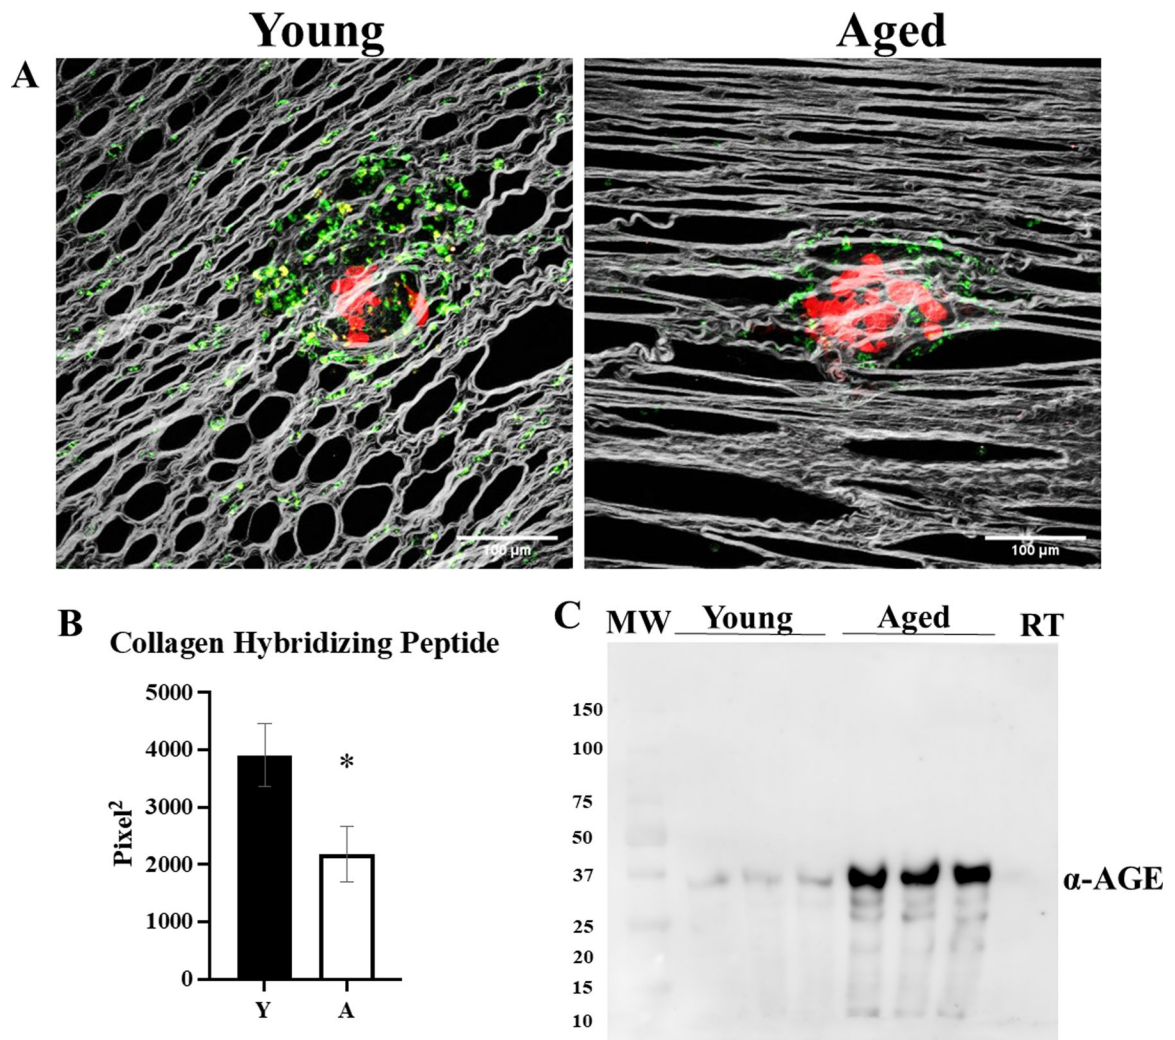 Young Aged
A
100 µm 100 µm
B
Collagen Hybridizing Peptide
5000
4000
3000
2000
1000
0
Pixel²
*
Y A
C
MW Young Aged RT
150
100
75
50
37
25
20
15
10
α-AGE